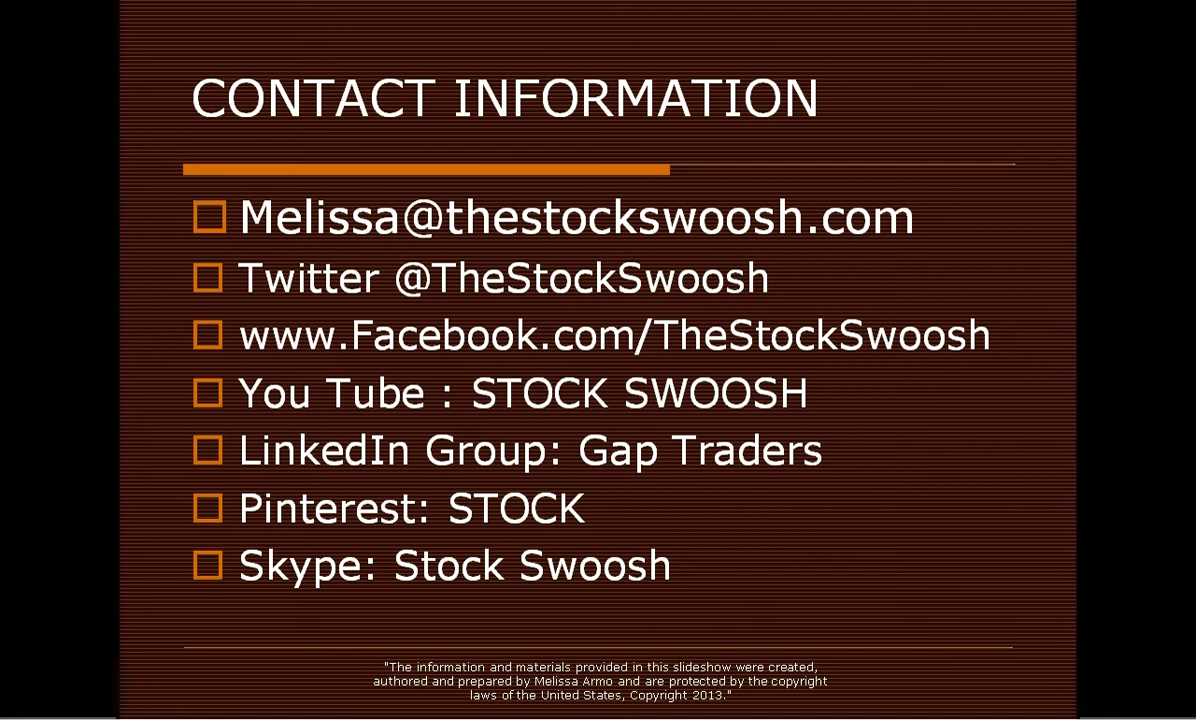 CONTACT INFORMATION
Melissa@thestockswoosh.com
Twitter @TheStockSwoosh
www.Facebook.com/TheStockSwoosh
You Tube : STOCK SWOOSH
LinkedIn Group: Gap Traders
Pinterest: STOCK
Skype: Stock Swoosh
"The information and materials provided in this slideshow were created,
authored and prepared by Melissa Armo and are protected by the copyright
laws of the United States, Copyright 2013."